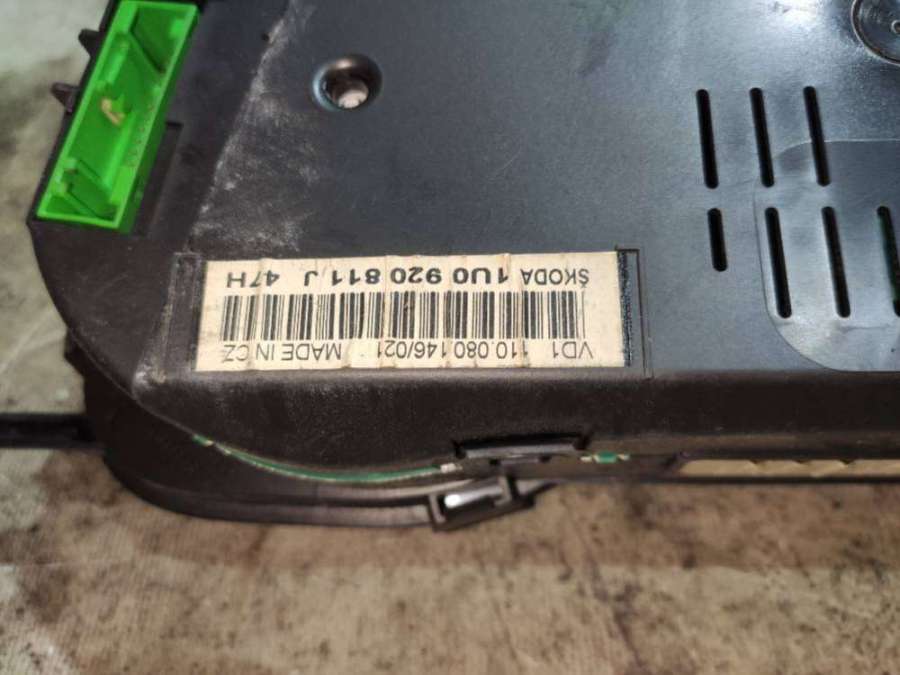 ŠKODA 1U0 920 811 J 47H
VD1 110.080.146/021 MADE IN CZ